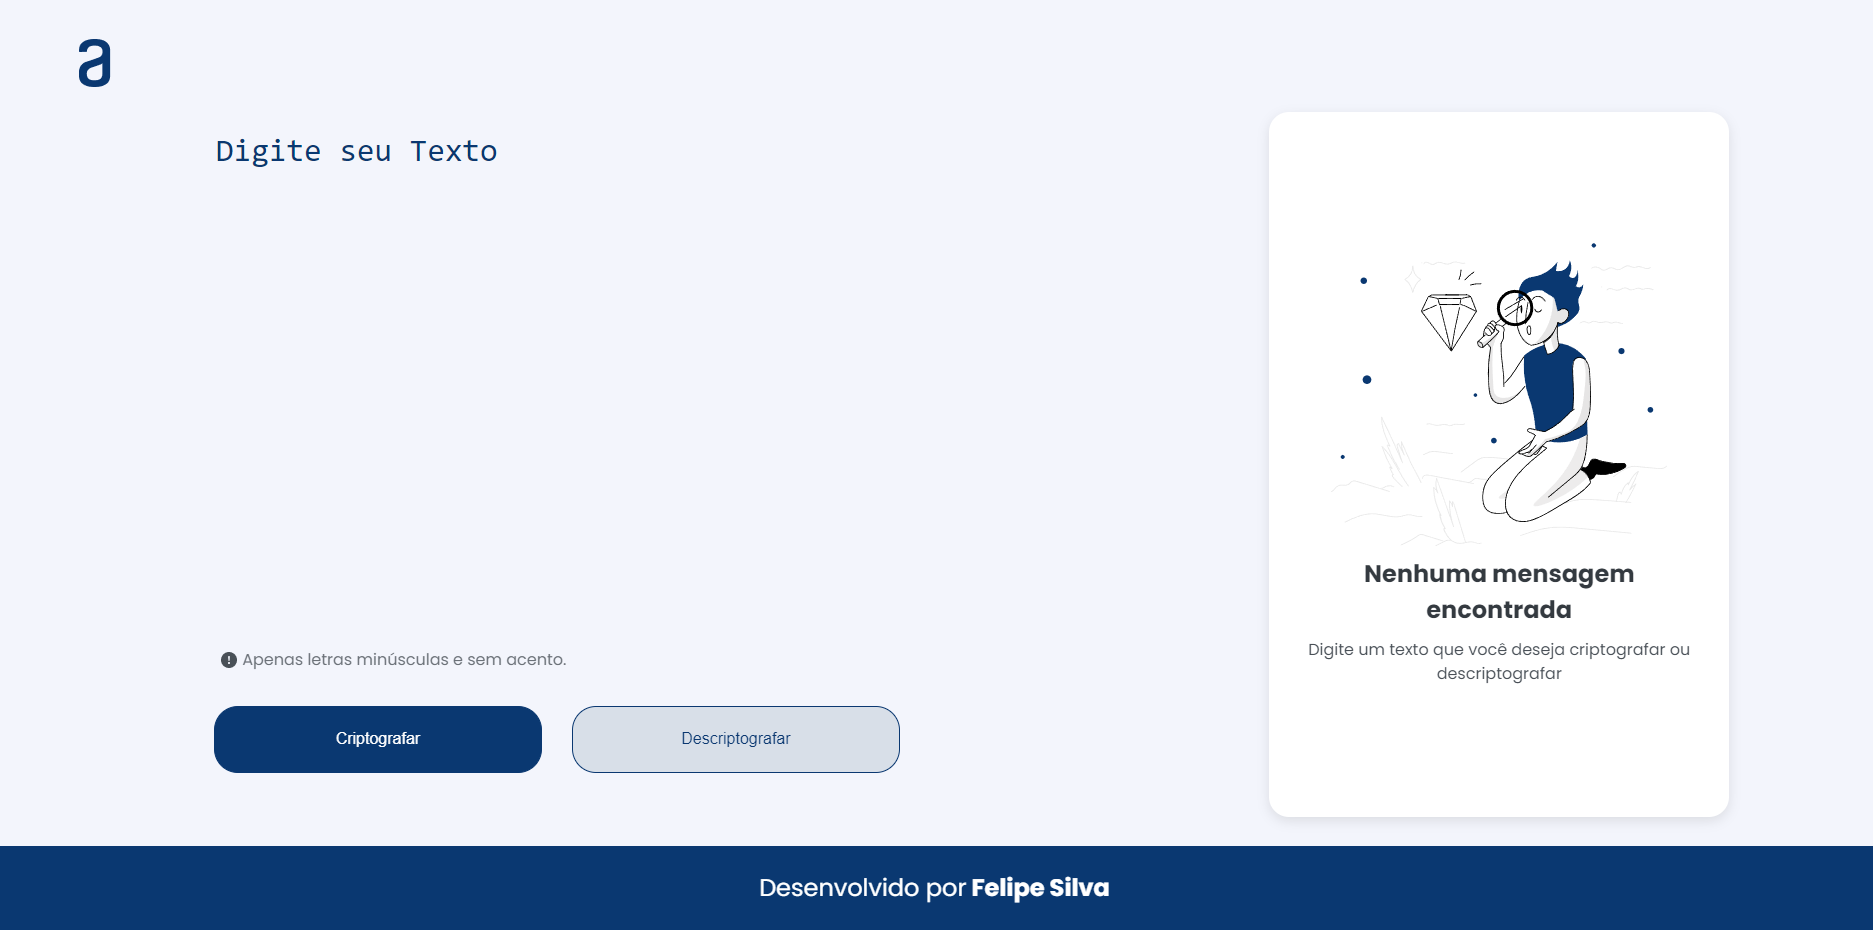 a
Digite seu Texto
Apenas letras minúsculas e sem acento.
Criptografar
Descriptografar
Nenhuma mensagem
encontrada
Digite um texto que você deseja criptografar ou
descriptografar
Desenvolvido por Felipe Silva